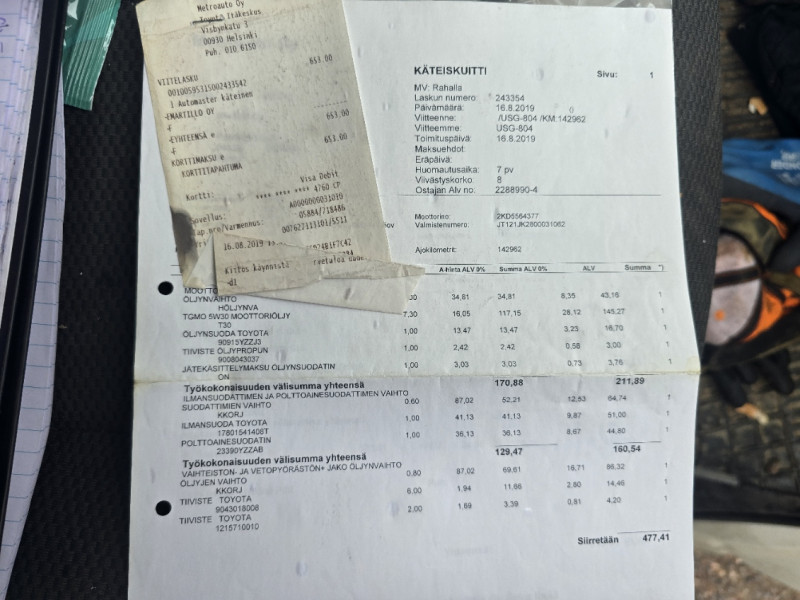 Metroauto Oy
Toyota Itäkeskus
Visbynkatu 3
00930 Helsinki
Puh. 010 6150
653.00
VIITELASKU
00100595315002433542
1 Automaster käteinen
EMARTILLO OY
653.00
YHTEENSÄ
653.00
KORTTIMAKSU
KORTTITAPAHTUMA
Visa Debit
Kortti: **** **** **** 4760 CP
A0000000031010
05884/718486
007627113101/5511
16.08.2019
Kiitos käynnistä
KÄTEISKUITTI
Sivu: 1
MV: Rahalla
Laskun numero: 243354
Päivämäärä: 16.8.2019
Viitteenne: /USG-804 /KM:142962
Viitteemme: USG-804
Toimituspäivä: 16.8.2019
Maksuehdot:
Eräpäivä:
Huomautusaika: 7 pv
Viivästyskorko: 8
Ostajan Alv no: 2288990-4
Moottorino: 2KD5564377
Valmistenumero: JT121JK2800031062
Ajokilometrit: 142962
A-hinta ALV 0% Summa ALV 0% ALV Summa *)
ÖLJYNVAIHTO 34,81 34,81 8,35 43,16 1
HÖLJYNVA
TGMO 5W30 MOOTTORIÖLJY 7,30 16,05 117,15 28,12 145,27 1
T30
ÖLJYNSUODA TOYOTA 1,00 13,47 13,47 3,23 16,70 1
90915YZZJ3
TIIVISTE ÖLJYPROPUN 1,00 2,42 2,42 0,58 3,00 1
9008043037
JÄTEKÄSITTELYMAKSU ÖLJYNSUODATIN 1,00 3,03 3,03 0,73 3,76 1
ON
Työkokonaisuuden välisumma yhteensä 170,88 211,89
ILMANSUODATTIMEN JA POLTTOAINESUODATTIMEN VAIHTO
SUODATTIMIEN VAIHTO 0,60 87,02 52,21 12,53 64,74 1
KKORJ
ILMANSUODA TOYOTA 1,00 41,13 41,13 9,87 51,00 1
178015414087
POLTTOAINESUODATIN 1,00 36,13 36,13 8,67 44,80 1
23390YZZAB
Työkokonaisuuden välisumma yhteensä 129,47 160,54
VAIHTEISTON- JA VETOPYÖRÄSTÖN+ JAKO ÖLJYNVAIHTO
ÖLJYJEN VAIHTO 0,80 87,02 69,61 16,71 86,32 1
KKORJ
TIIVISTE TOYOTA 6,00 1,94 11,66 2,80 14,46 1
9043018008
TIIVISTE TOYOTA 2,00 1,69 3,39 0,81 4,20 1
1215710010
Siirretään 477,41